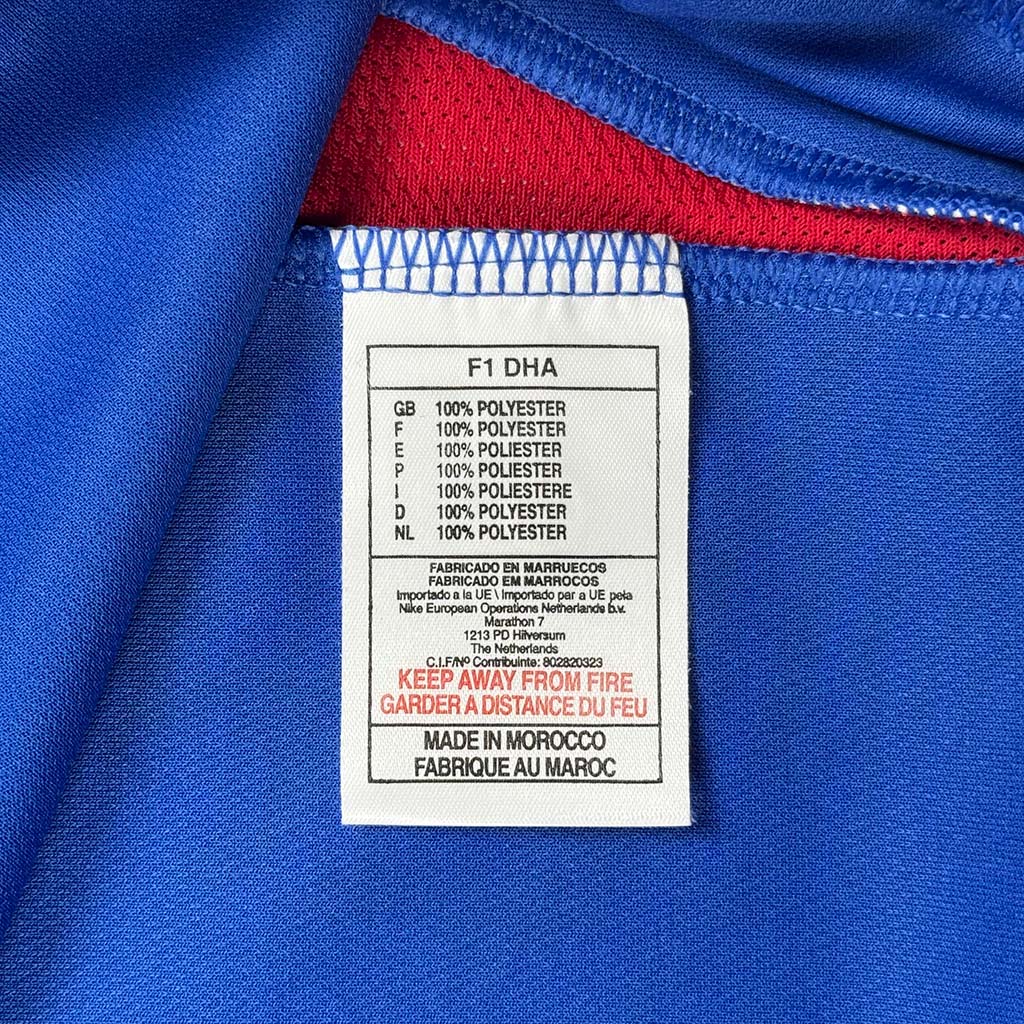 F1 DHA
GB 100% POLYESTER
F 100% POLYESTER
E 100% POLIESTER
P 100% POLIESTER
I 100% POLIESTERE
D 100% POLYESTER
NL 100% POLYESTER
FABRICADO EN MARRUECOS
FABRICADO EM MARROCOS
Importado a la UE \ Importado par a UE pela
Nike European Operations Netherlands b.v.
Marathon 7
1213 PD Hilversum
The Netherlands
C.I.F/Nº Contribuinte: 802820323
KEEP AWAY FROM FIRE
GARDER A DISTANCE DU FEU
MADE IN MOROCCO
FABRIQUE AU MAROC